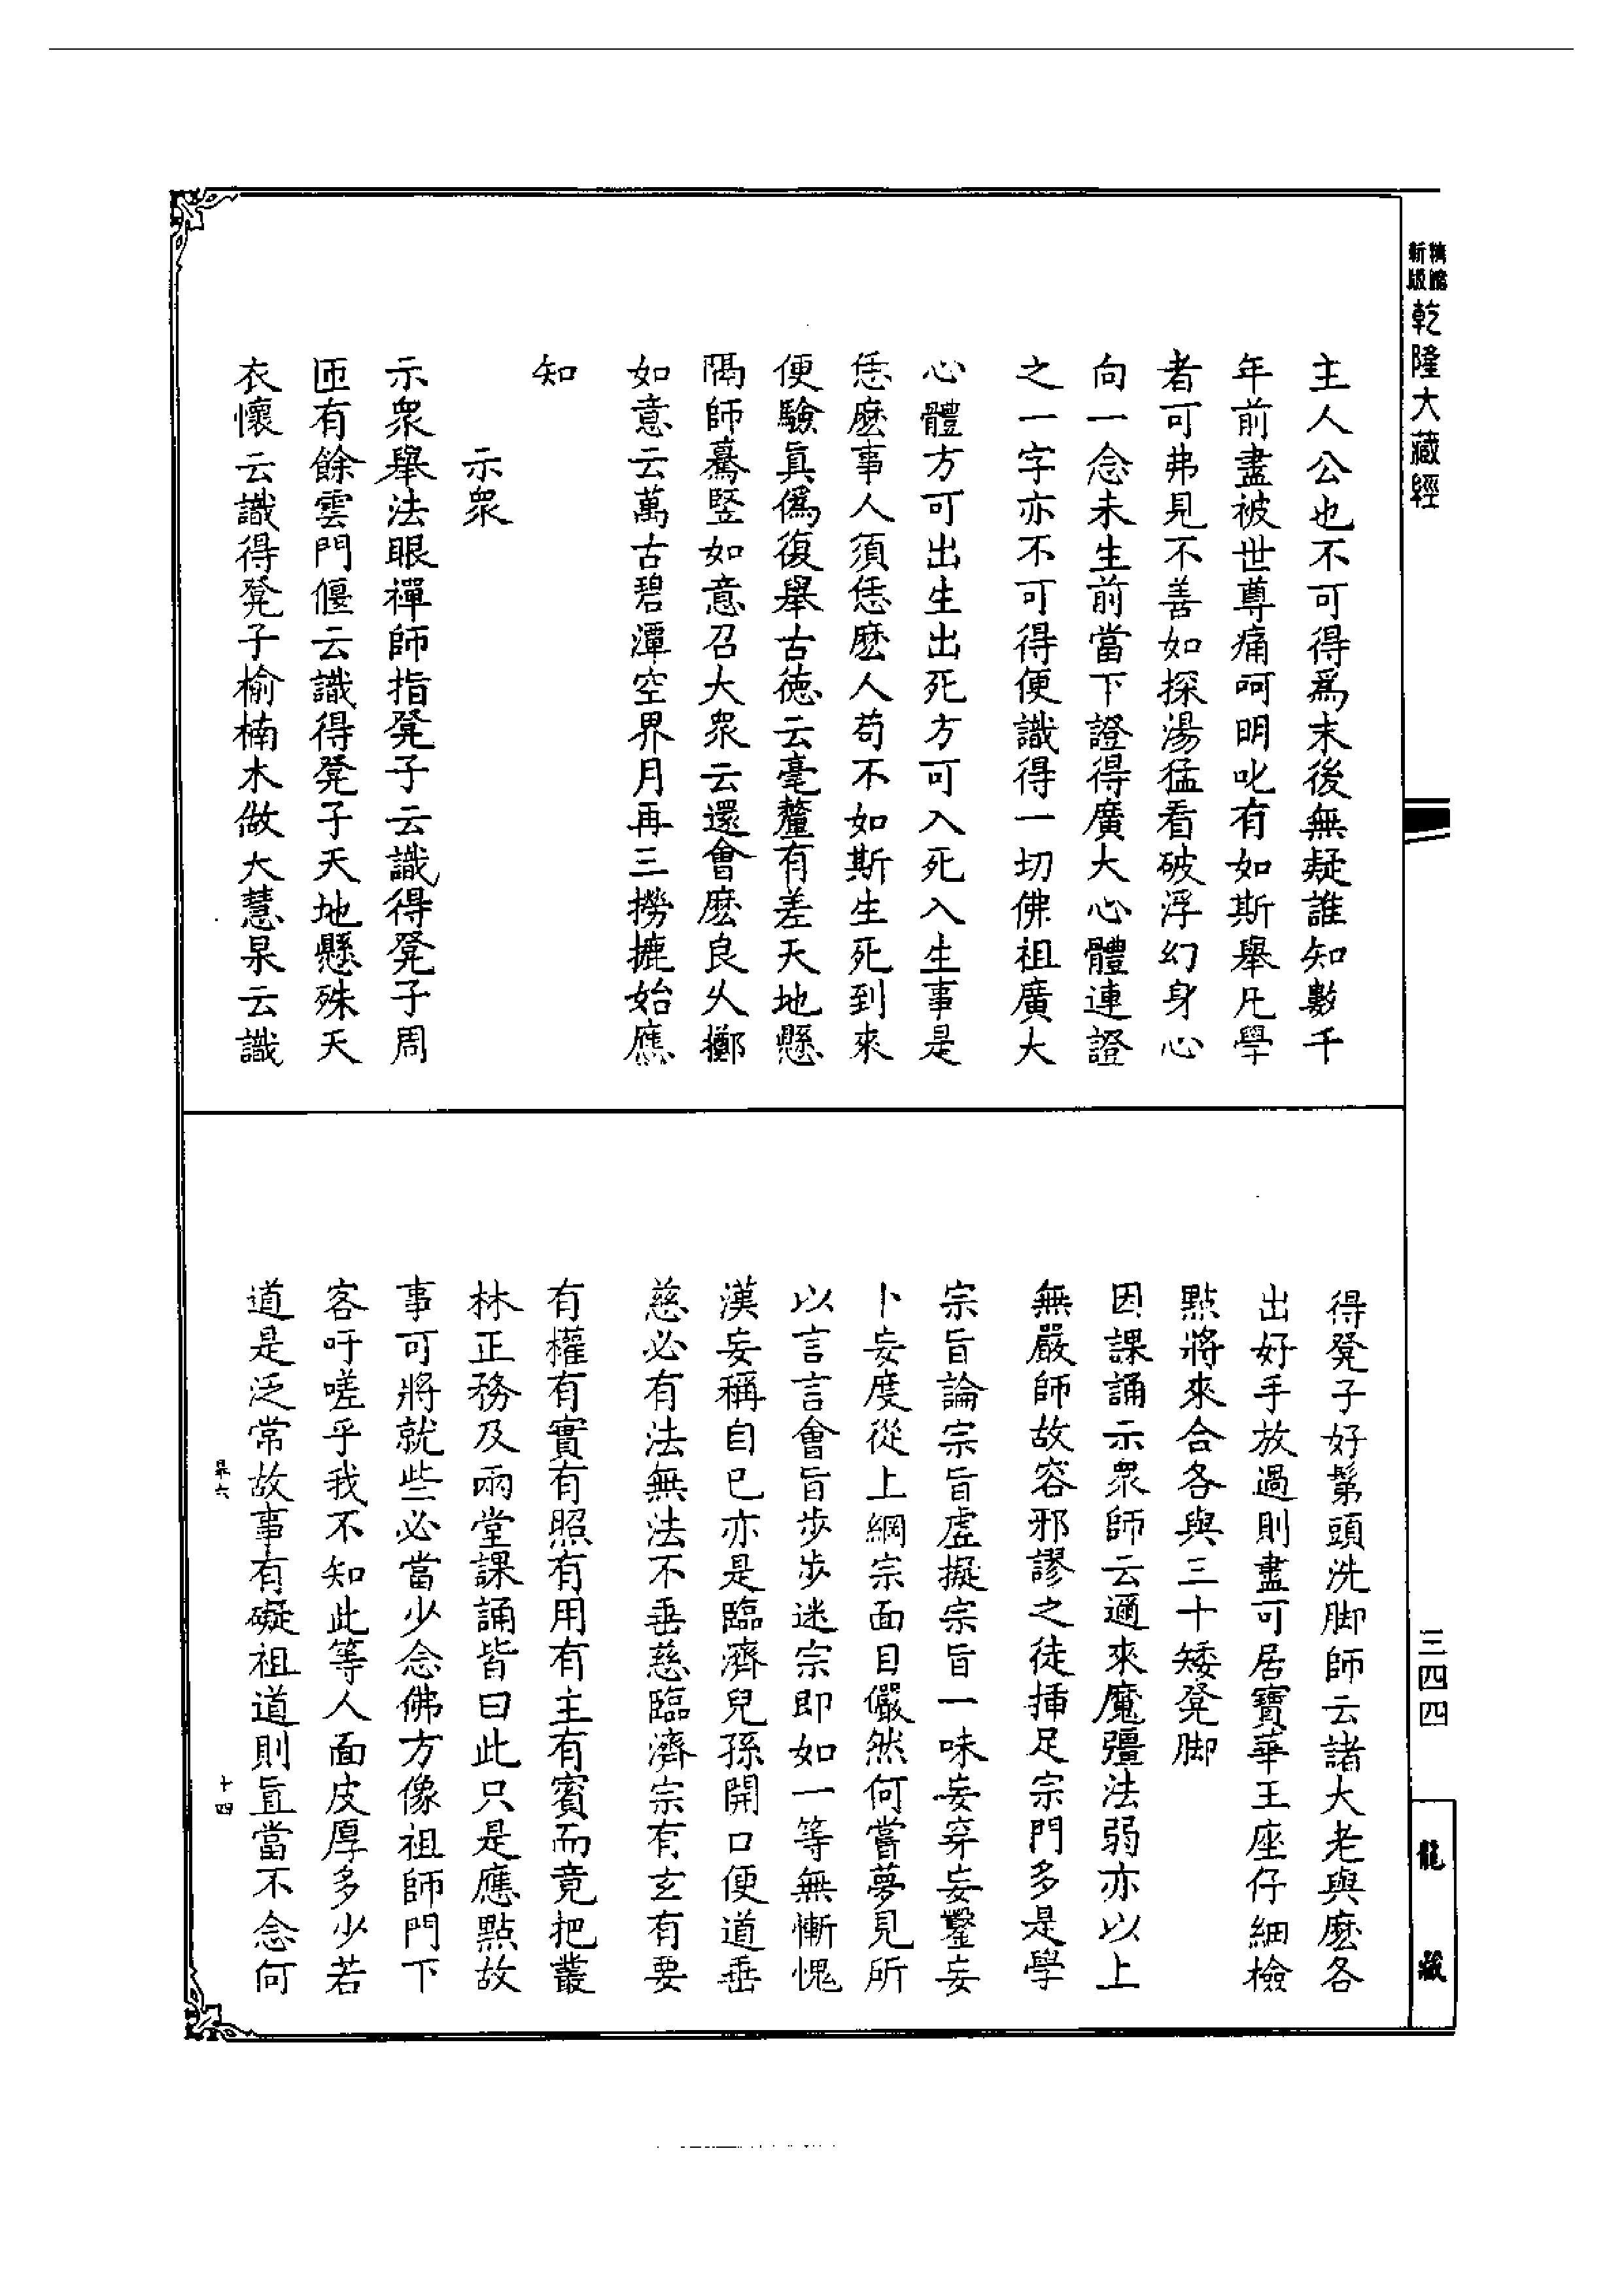 精縮新版
乾隆大藏經
主人公也不可得爲末後無疑誰知數千
年前盡被世尊痛呵明叱有如斯舉凡學
者可弗見不善如探湯猛看破浮幻身心
向一念未生前當下證得廣大心體連證
之一字亦不可得便識得一切佛祖廣大
心體方可出生出死方可入死入生事是
恁麽事人須恁麽人苟不如斯生死到來
便驗眞僞復舉古德云毫釐有差天地懸
隔師驀竪如意召大衆云還會麽良久擲
如意云萬古碧潭空界月再三撈摝始應
知
示衆
示衆舉法眼禪師指凳子云識得凳子周
匝有餘雲門偃云識得凳子天地懸殊天
衣懷云識得凳子榆楠木做大慧杲云識
得凳子好鬀頭洗脚師云諸大老與麽各
出好手放過則盡可居寶華王座仔細檢
點將來合各與三十矮凳脚
因課誦示衆師云邇來魔彊法弱亦以上
無嚴師故容邪謬之徒揷足宗門多是學
宗旨論宗旨虛擬宗旨一味妄穿妄鑿妄
卜妄度從上綱宗面目儼然何嘗夢見所
以言言會旨步步迷宗即如一等無慚愧
漢妄稱自已亦是臨濟兒孫開口便道垂
慈必有法無法不垂慈臨濟宗有玄有要
有權有實有照有用有主有賓而竟把叢
林正務及兩堂課誦皆曰此只是應點故
事可將就些必當少念佛方像祖師門下
客吁嗟乎我不知此等人面皮厚多少若
道是泛常故事有礙祖道則直當不念何
三四四
龍藏
十四